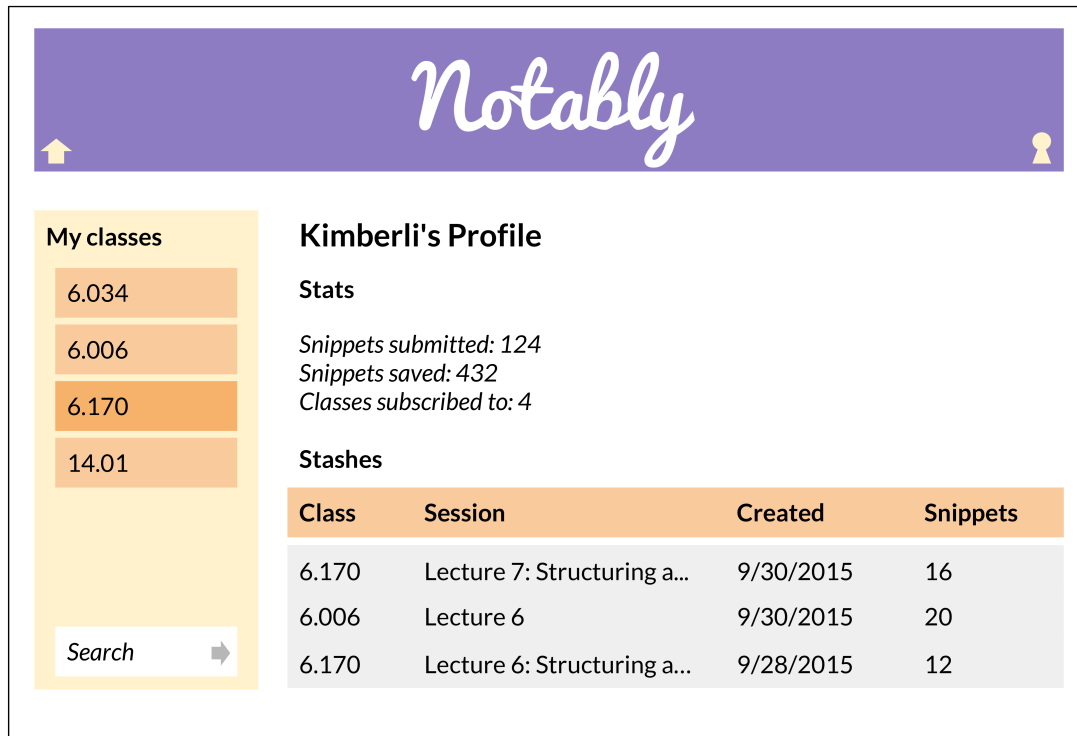 Notably
My classes
6.034
6.006
6.170
14.01
Search
Kimberli's Profile
Stats
Snippets submitted: 124
Snippets saved: 432
Classes subscribed to: 4
Stashes
Class Session Created Snippets
6.170 Lecture 7: Structuring a... 9/30/2015 16
6.006 Lecture 6 9/30/2015 20
6.170 Lecture 6: Structuring a... 9/28/2015 12